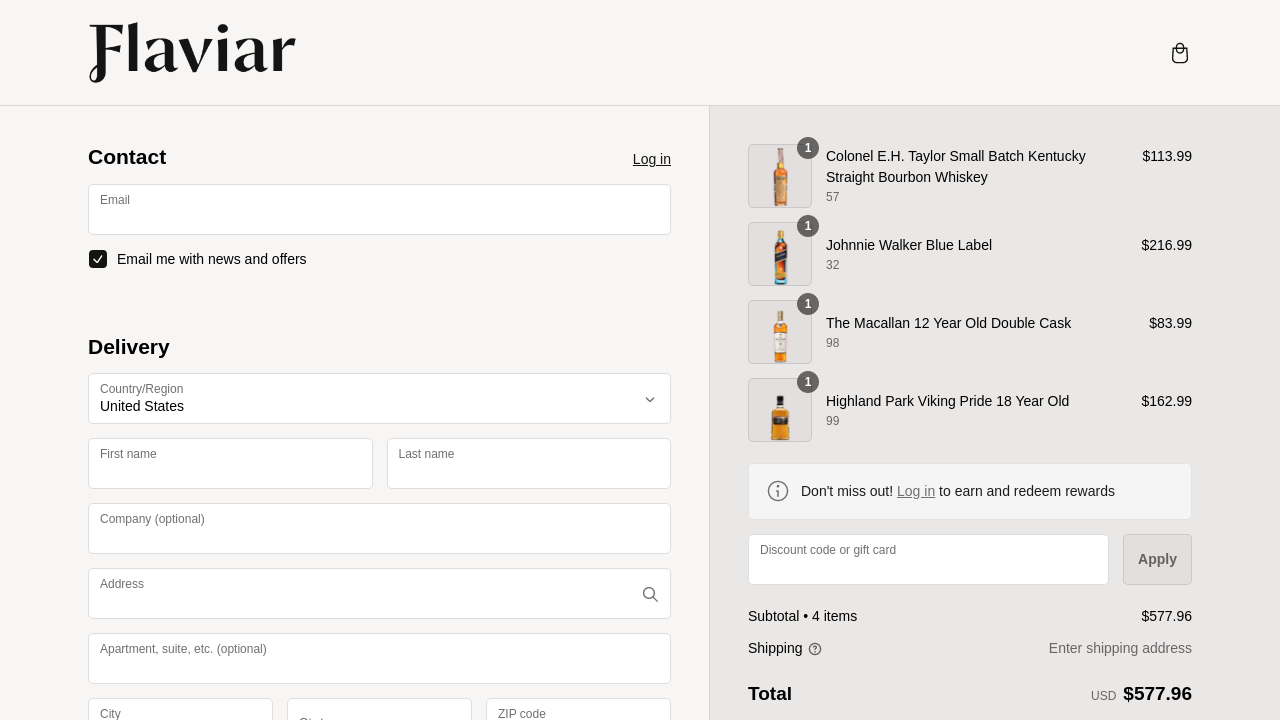 Flaviar
Contact
Log in
Email
Email me with news and offers
Delivery
Country/Region
United States
First name
Last name
Company (optional)
Address
Apartment, suite, etc. (optional)
City
ZIP code
1
Colonel E.H. Taylor Small Batch Kentucky
Straight Bourbon Whiskey
57
$113.99
1
Johnnie Walker Blue Label
32
$216.99
1
The Macallan 12 Year Old Double Cask
98
$83.99
1
Highland Park Viking Pride 18 Year Old
99
$162.99
Don't miss out! Log in to earn and redeem rewards
Discount code or gift card
Apply
Subtotal • 4 items
$577.96
Shipping
Enter shipping address
Total
USD $577.96